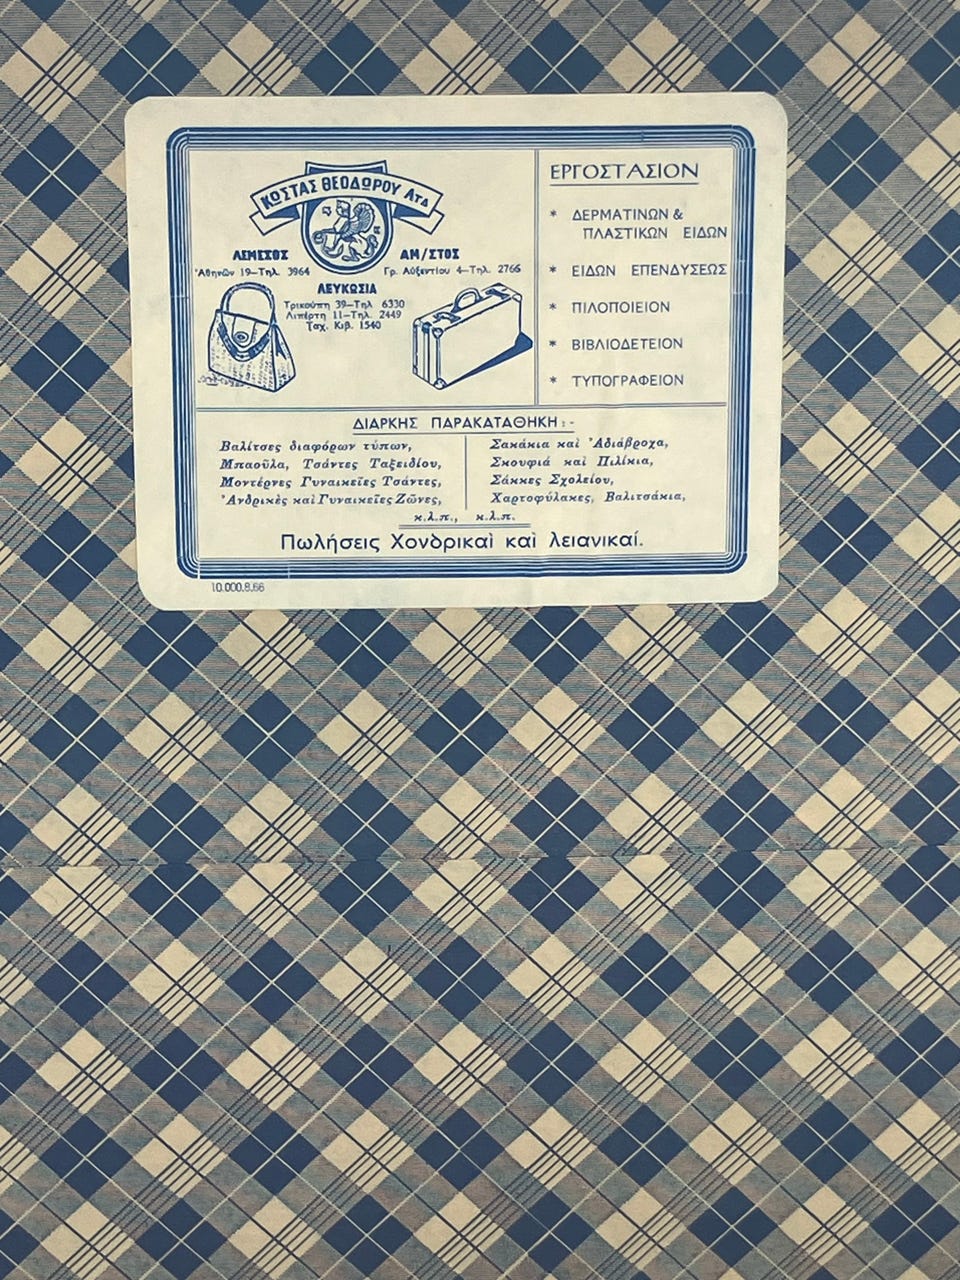 ΚΩΣΤΑΣ ΘΕΟΔΩΡΟΥ Λτδ
ΛΕΜΕΣΟΣ
Ἀθηνῶν 19—Τηλ. 3964
ΑΜ/ΣΤΟΣ
Γρ. Αὐξεντίου 4—Τηλ. 2766
ΛΕΥΚΩΣΙΑ
Τρικούπη 39—Τηλ 6330
Λιπέρτη 11—Τηλ. 2449
Ταχ. Κιβ. 1540
ΕΡΓΟΣΤΑΣΙΟΝ
* ΔΕΡΜΑΤΙΝΩΝ &
ΠΛΑΣΤΙΚΩΝ ΕΙΔΩΝ
* ΕΙΔΩΝ ΕΠΕΝΔΥΣΕΩΣ
* ΠΙΛΟΠΟΙΕΙΟΝ
* ΒΙΒΛΙΟΔΕΤΕΙΟΝ
* ΤΥΠΟΓΡΑΦΕΙΟΝ
ΔΙΑΡΚΗΣ ΠΑΡΑΚΑΤΑΘΗΚΗ:-
Βαλίτσες διαφόρων τύπων,
Μπαοῦλα, Τσάντες Ταξειδίου,
Μοντέρνες Γυναικεῖες Τσάντες,
Ἀνδρικὲς καὶ Γυναικεῖες Ζῶνες,
Σακάκια καὶ Ἀδιάβροχα,
Σκουφιά καὶ Πιλίκια,
Σάκκες Σχολείου,
Χαρτοφύλακες, Βαλιτσάκια,
κ.λ.π., κ.λ.π.
Πωλήσεις Χονδρικαὶ καὶ λειανικαί.
10.000.8.66